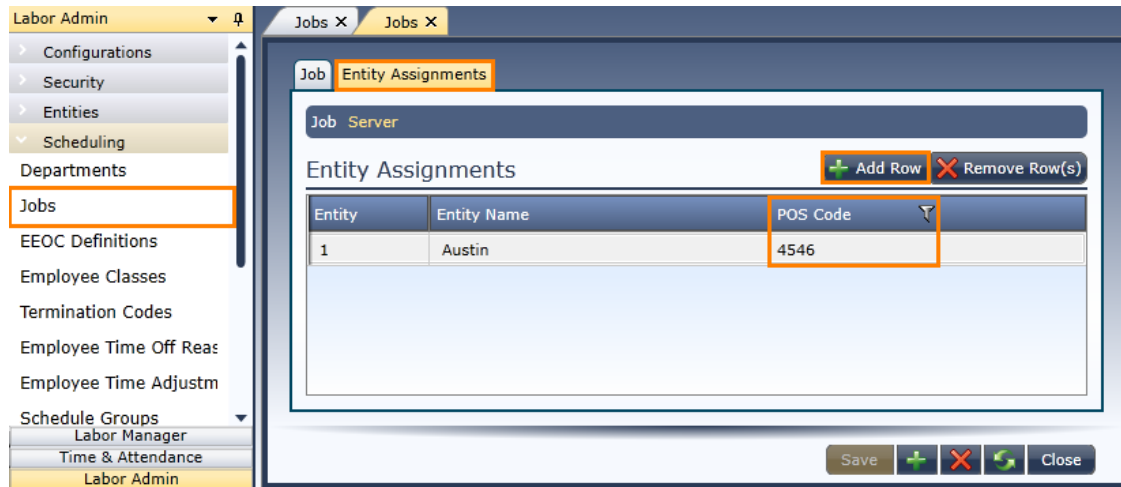 Labor Admin
Configurations
Security
Entities
Scheduling
Departments
Jobs
EEOC Definitions
Employee Classes
Termination Codes
Employee Time Off Reas
Employee Time Adjustm
Schedule Groups
Labor Manager
Time & Attendance
Labor Admin
Jobs X Jobs X
Job Entity Assignments
Job Server
Entity Assignments Add Row Remove Row(s)
Entity Entity Name POS Code
1 Austin 4546
Save Close